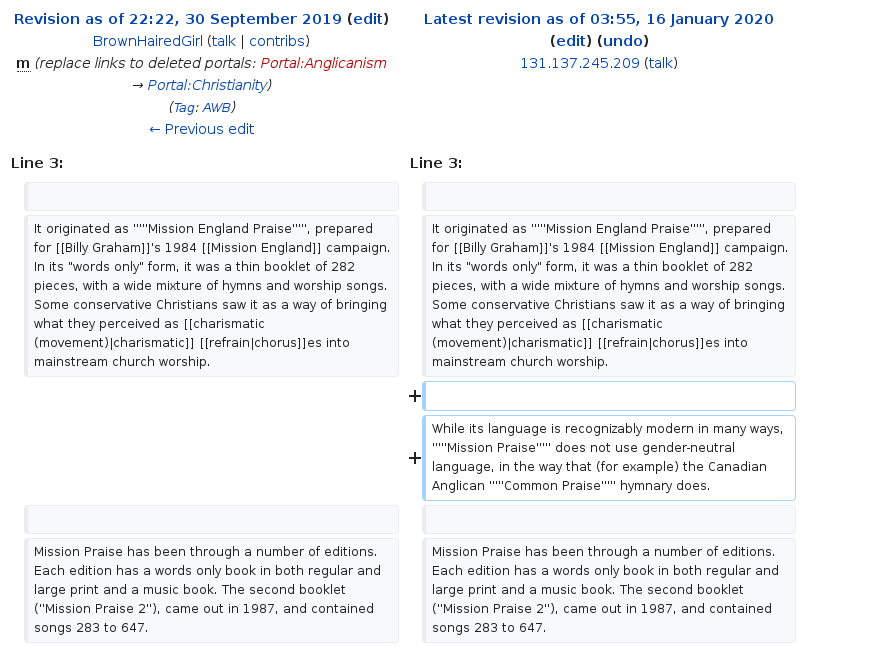 Revision as of 22:22, 30 September 2019 (edit)
BrownHairedGirl (talk | contribs)
m (replace links to deleted portals: Portal:Anglicanism
→ Portal:Christianity)
(Tag: AWB)
← Previous edit
Latest revision as of 03:55, 16 January 2020
(edit) (undo)
131.137.245.209 (talk)
Line 3:
Line 3:
It originated as '''''Mission England Praise''''', prepared
for [[Billy Graham]]'s 1984 [[Mission England]] campaign.
In its "words only" form, it was a thin booklet of 282
pieces, with a wide mixture of hymns and worship songs.
Some conservative Christians saw it as a way of bringing
what they perceived as [[charismatic
(movement)|charismatic]] [[refrain|chorus]]es into
mainstream church worship.
It originated as '''''Mission England Praise''''', prepared
for [[Billy Graham]]'s 1984 [[Mission England]] campaign.
In its "words only" form, it was a thin booklet of 282
pieces, with a wide mixture of hymns and worship songs.
Some conservative Christians saw it as a way of bringing
what they perceived as [[charismatic
(movement)|charismatic]] [[refrain|chorus]]es into
mainstream church worship.
+
+
While its language is recognizably modern in many ways,
'''''Mission Praise''''' does not use gender-neutral
language, in the way that (for example) the Canadian
Anglican '''''Common Praise''''' hymnary does.
Mission Praise has been through a number of editions.
Each edition has a words only book in both regular and
large print and a music book. The second booklet
(''Mission Praise 2''), came out in 1987, and contained
songs 283 to 647.
Mission Praise has been through a number of editions.
Each edition has a words only book in both regular and
large print and a music book. The second booklet
(''Mission Praise 2''), came out in 1987, and contained
songs 283 to 647.